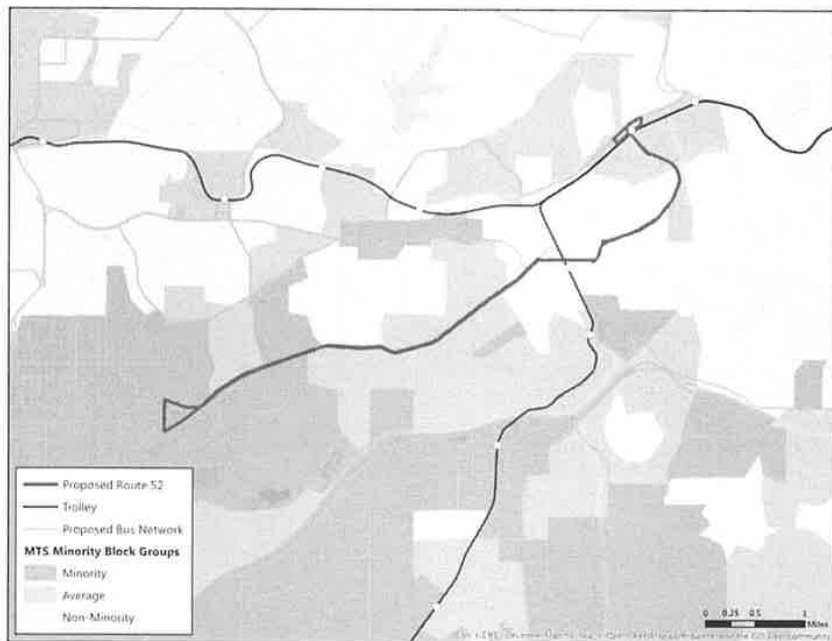 Proposed Route 52
Trolley
Proposed Bus Network
MTS Minority Block Groups
Minority
Average
Non-Minority
0 0.25 0.5 1
Miles